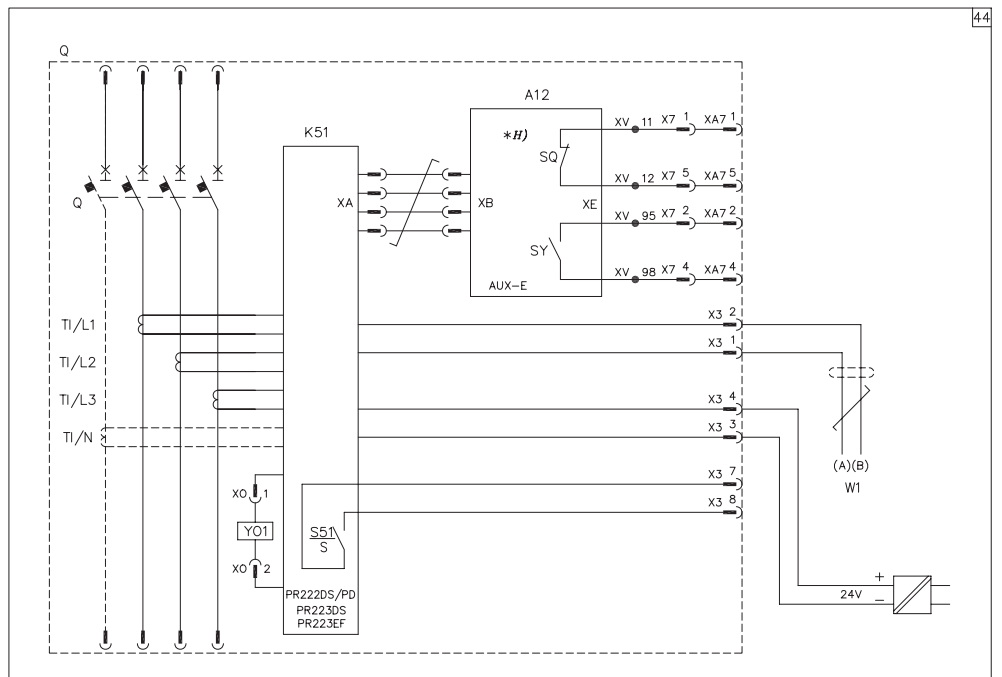 44
Q
A12
K51
*H)
XV 11 X7 1 XA7 1
SQ
XV 12 X7 5 XA7 5
XA
XB
XE
XV 95 X7 2 XA7 2
Q
SY
XV 98 X7 4 XA7 4
AUX-E
X3 2
TI/L1
X3 1
TI/L2
X3 4
TI/L3
X3 3
TI/N
(A)(B)
W1
X3 7
XO 1
X3 8
YO1
S51
S
XO 2
+
24V
–
PR222DS/PD
PR223DS
PR223EF